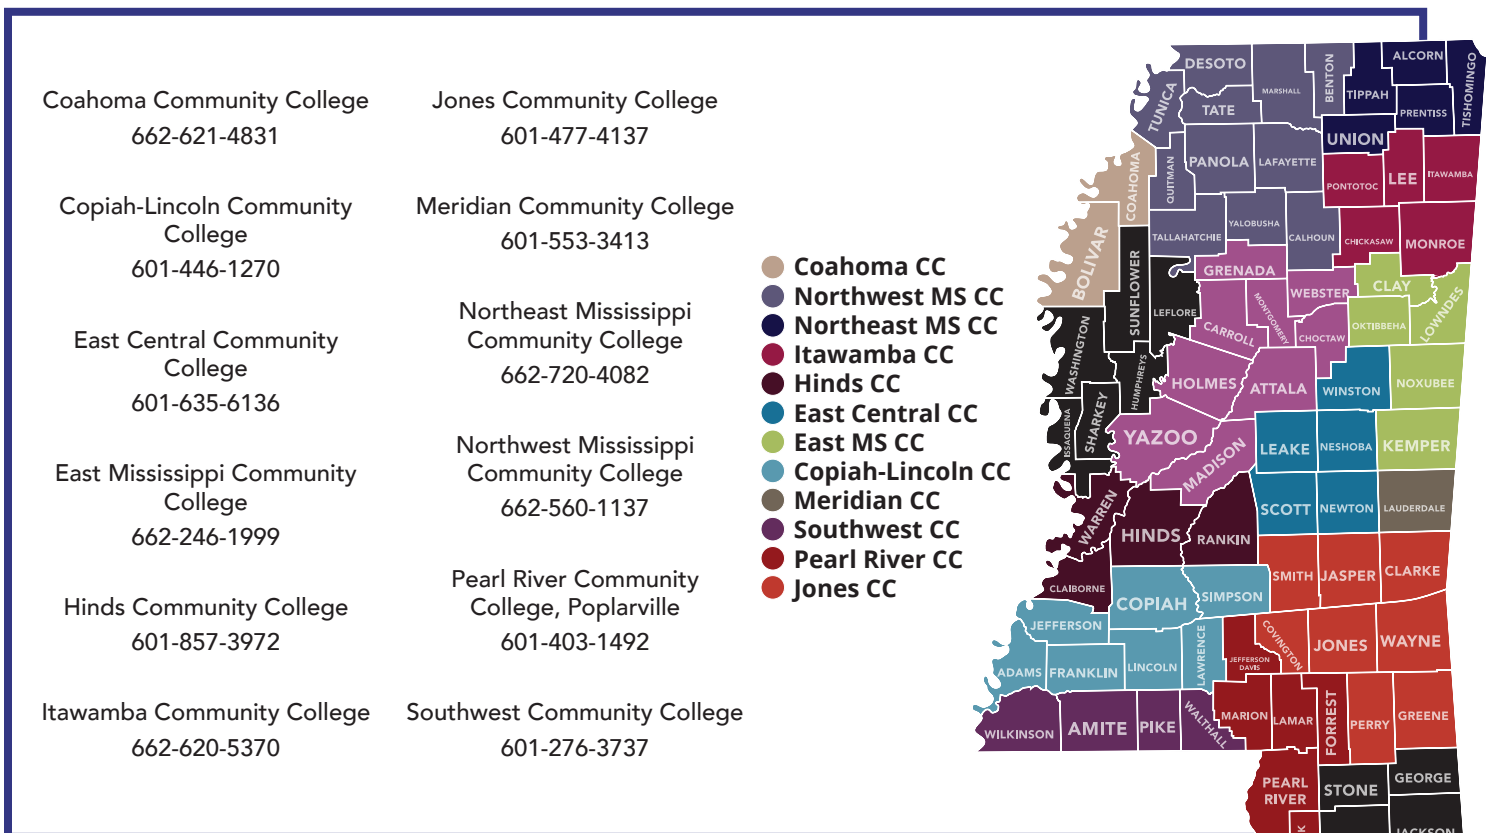 Coahoma Community College
662-621-4831
Copiah-Lincoln Community
College
601-446-1270
East Central Community
College
601-635-6136
East Mississippi Community
College
662-246-1999
Hinds Community College
601-857-3972
Itawamba Community College
662-620-5370
Jones Community College
601-477-4137
Meridian Community College
601-553-3413
Northeast Mississippi
Community College
662-720-4082
Northwest Mississippi
Community College
662-560-1137
Pearl River Community
College, Poplarville
601-403-1492
Southwest Community College
601-276-3737
Coahoma CC
Northwest MS CC
Northeast MS CC
Itawamba CC
Hinds CC
East Central CC
East MS CC
Copiah-Lincoln CC
Meridian CC
Southwest CC
Pearl River CC
Jones CC
DESOTO
MARSHALL
BENTON
TIPPAH
ALCORN
TISHOMINGO
PRENTISS
TUNICA
TATE
UNION
PANOLA
LAFAYETTE
QUITMAN
COAHOMA
PONTOTOC
LEE
ITAWAMBA
TALLAHATCHIE
YALOBUSHA
CALHOUN
CHICKASAW
MONROE
BOLIVAR
SUNFLOWER
LEFLORE
GRENADA
WEBSTER
CLAY
LOWNDES
CARROLL
MONTGOMERY
CHOCTAW
OKTIBBEHA
WASHINGTON
HUMPHREYS
HOLMES
ATTALA
WINSTON
NOXUBEE
ISSAQUENA
SHARKEY
YAZOO
MADISON
LEAKE
NESHOBA
KEMPER
WARREN
HINDS
RANKIN
SCOTT
NEWTON
LAUDERDALE
CLAIBORNE
COPIAH
SIMPSON
SMITH
JASPER
CLARKE
JEFFERSON
ADAMS
FRANKLIN
LINCOLN
LAWRENCE
JEFFERSON
DAVIS
COVINGTON
JONES
WAYNE
WILKINSON
AMITE
PIKE
WALTHALL
MARION
LAMAR
FORREST
PERRY
GREENE
PEARL
RIVER
STONE
GEORGE
K
JACKSON